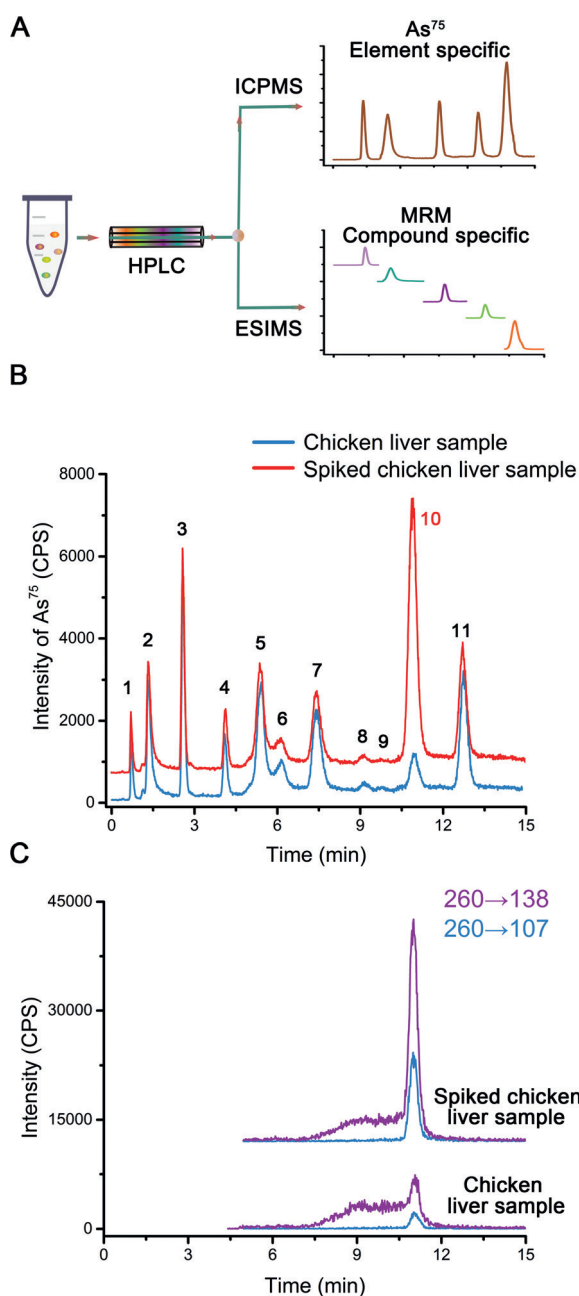 A
As75
Element specific
ICPMS
HPLC
MRM
Compound specific
ESIMS
B
Chicken liver sample
Spiked chicken liver sample
8000
6000
4000
2000
0
Intensity of As75 (CPS)
1
2
3
4
5
6
7
8
9
10
11
0
3
6
9
12
15
Time (min)
C
260→138
260→107
45000
30000
15000
0
Intensity (CPS)
Spiked chicken
liver sample
Chicken
liver sample
0
3
6
9
12
15
Time (min)